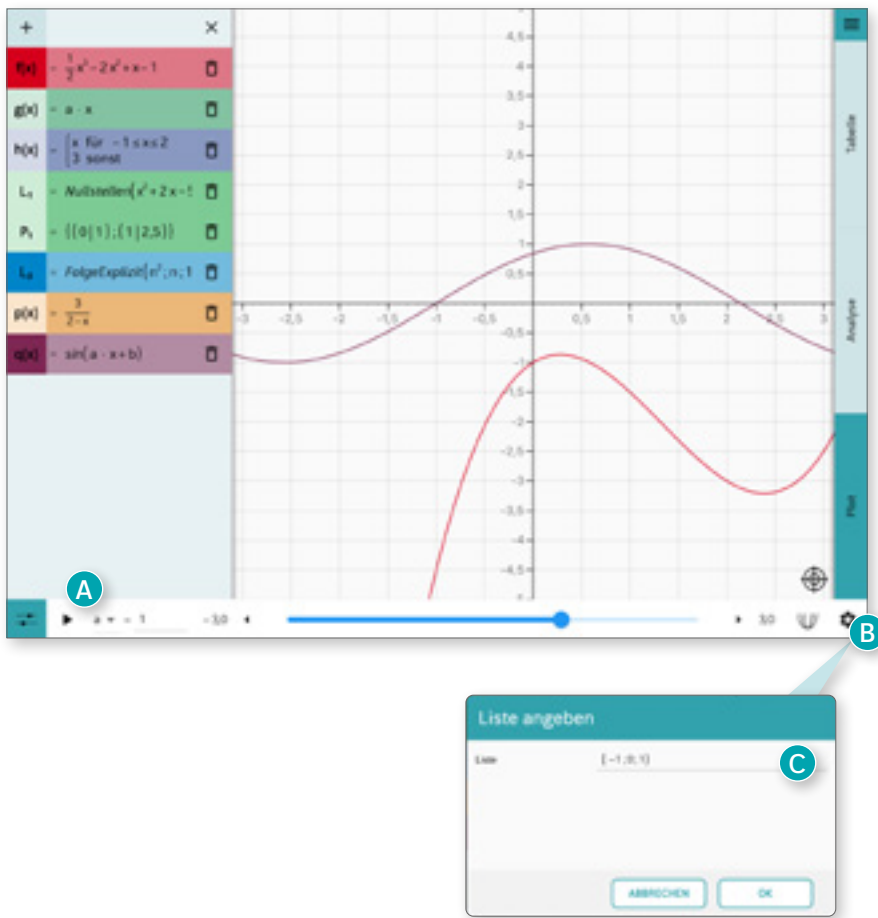 + ×
f(x) = 1/2 x³ - 2x² + x - 1
g(x) = a · x
h(x) = { x für -1 ≤ x ≤ 2
3 sonst
L₁ = Nullstellen(x²+2x-
P₁ = {(0|1);(1|2,5)}
= FolgeExplizit(n²;n;1
p(x) = 3/(2-x)
q(x) = sin(a · x+b)
4,5
4
3,5
3
2,5
2
1,5
1
0,5
-3 -2,5 -2 -1,5 -1 -0,5 0,5 1 1,5 2 2,5 3
-0,5
-1
-1,5
-2
-2,5
-3
-3,5
-4
-4,5
Tabelle
Analyse
Plot
A
a = 1 -3,0 3,0
B
Liste angeben
Liste {-1;0;1} C
ABBRECHEN OK